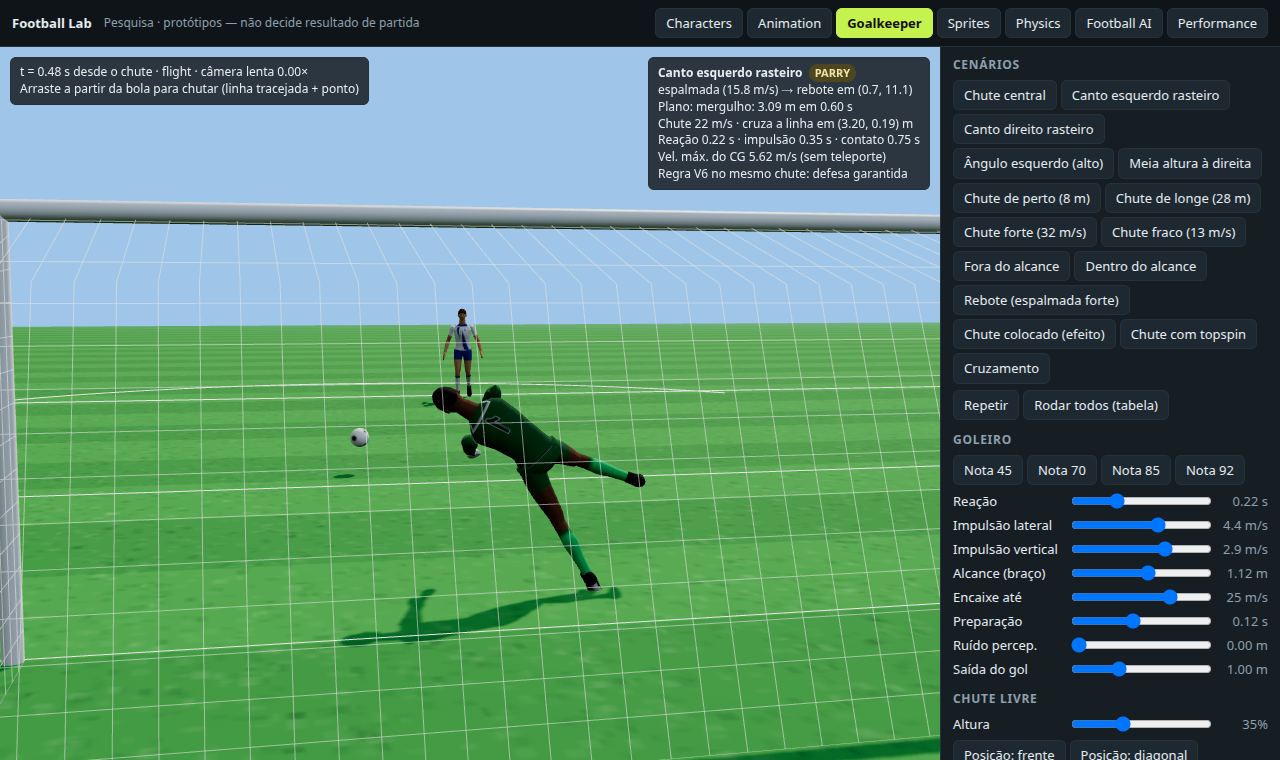 Football Lab Pesquisa · protótipos — não decide resultado de partida
Characters Animation Goalkeeper Sprites Physics Football AI Performance
t = 0.48 s desde o chute · flight · câmera lenta 0.00×
Arraste a partir da bola para chutar (linha tracejada + ponto)
Canto esquerdo rasteiro PARRY
espalmada (15.8 m/s) → rebote em (0.7, 11.1)
Plano: mergulho: 3.09 m em 0.60 s
Chute 22 m/s · cruza a linha em (3.20, 0.19) m
Reação 0.22 s · impulsão 0.35 s · contato 0.75 s
Vel. máx. do CG 5.62 m/s (sem teleporte)
Regra V6 no mesmo chute: defesa garantida
CENÁRIOS
Chute central Canto esquerdo rasteiro
Canto direito rasteiro
Ângulo esquerdo (alto) Meia altura à direita
Chute de perto (8 m) Chute de longe (28 m)
Chute forte (32 m/s) Chute fraco (13 m/s)
Fora do alcance Dentro do alcance
Rebote (espalmada forte)
Chute colocado (efeito) Chute com topspin
Cruzamento
Repetir Rodar todos (tabela)
GOLEIRO
Nota 45 Nota 70 Nota 85 Nota 92
Reação 0.22 s
Impulsão lateral 4.4 m/s
Impulsão vertical 2.9 m/s
Alcance (braço) 1.12 m
Encaixe até 25 m/s
Preparação 0.12 s
Ruído percep. 0.00 m
Saída do gol 1.00 m
CHUTE LIVRE
Altura 35%
Posição: frente Posição: diagonal